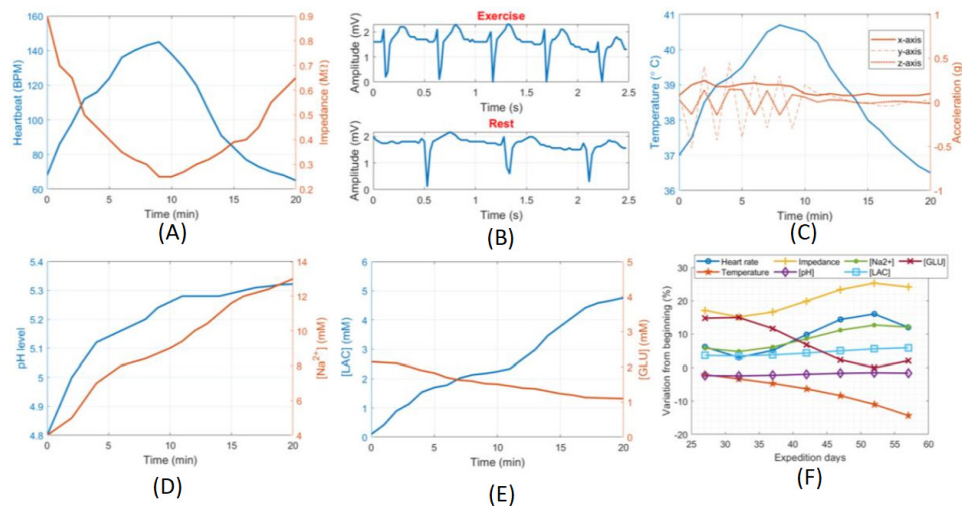 160
140
120
100
80
60
Heartbeat (BPM)
0.9
0.8
0.7
0.6
0.5
0.4
0.3
0.2
Impedance (MΩ)
0 5 10 15 20
Time (min)
(A)
Exercise
Amplitude (mV)
2
1
0
0 0.5 1 1.5 2 2.5
Time (s)
Rest
Amplitude (mV)
2
1
0
0 0.5 1 1.5 2 2.5
Time (s)
(B)
Temperature (° C)
41
40
39
38
37
36
1
0.5
0
-0.5
-1
Acceleration (g)
x-axis
y-axis
z-axis
0 5 10 15 20
Time (min)
(C)
pH level
5.4
5.3
5.2
5.1
5
4.9
4.8
14
12
10
8
6
4
[Na²⁺] (mM)
0 5 10 15 20
Time (min)
(D)
[LAC] (mM)
6
5
4
3
2
1
0
5
4
3
2
1
0
[GLU] (mM)
0 5 10 15 20
Time (min)
(E)
Heart rate Impedance [Na2+] [GLU]
Temperature [pH] [LAC]
Variation from beginning (%)
30
20
10
0
-10
-20
25 30 35 40 45 50 55 60
Expedition days
(F)